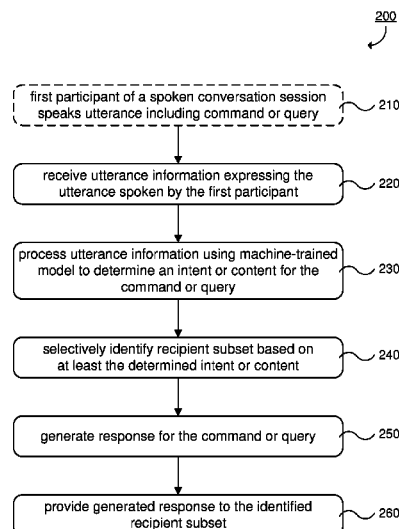 200
first participant of a spoken conversation session
speaks utterance including command or query
210
receive utterance information expressing the
utterance spoken by the first participant
220
process utterance information using machine-trained
model to determine an intent or content for the
command or query
230
selectively identify recipient subset based on
at least the determined intent or content
240
generate response for the command or query
250
provide generated response to the identified
recipient subset
260